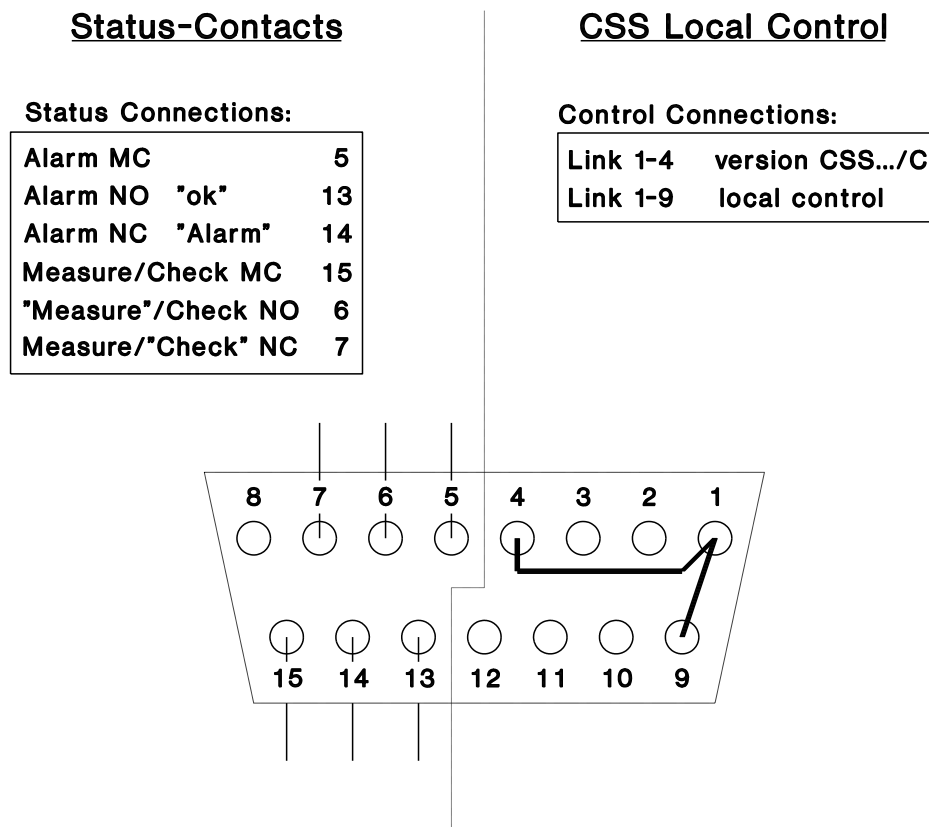 Status-Contacts
Status Connections:
Alarm MC 5
Alarm NO "ok" 13
Alarm NC "Alarm" 14
Measure/Check MC 15
"Measure"/Check NO 6
Measure/"Check" NC 7
CSS Local Control
Control Connections:
Link 1-4 version CSS.../C
Link 1-9 local control
8 7 6 5 4 3 2 1
15 14 13 12 11 10 9